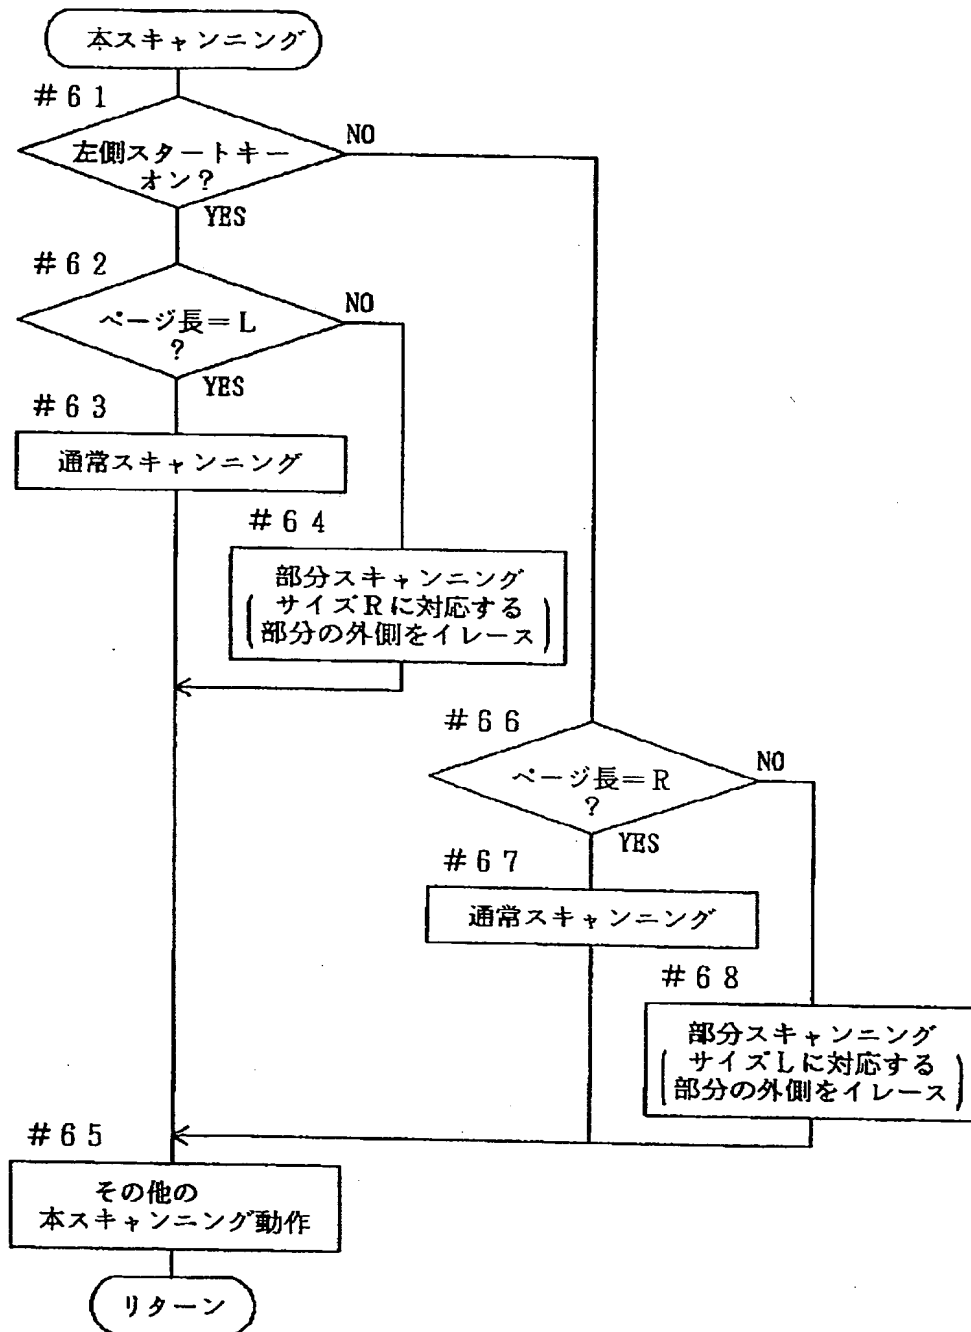 本スキャンニング
#61
左側スタートキー
オン？
NO
YES
#62
ページ長＝L
？
NO
YES
#63
通常スキャンニング
#64
部分スキャンニング
(サイズRに対応する
部分の外側をイレース)
#66
ページ長＝R
？
NO
YES
#67
通常スキャンニング
#68
部分スキャンニング
(サイズLに対応する
部分の外側をイレース)
#65
その他の
本スキャンニング動作
リターン